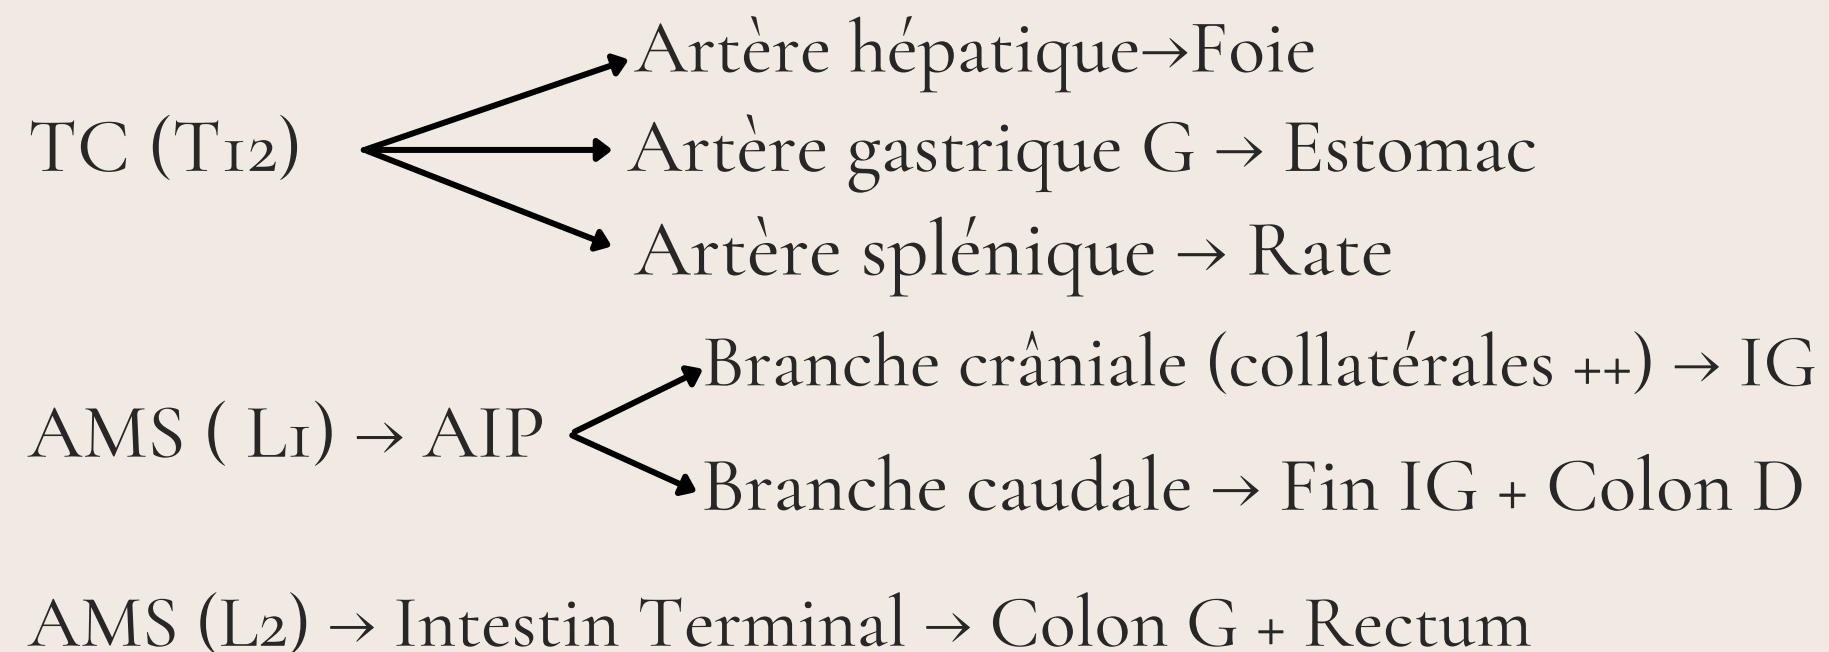 Artère hépatique→Foie
TC (T12)
Artère gastrique G → Estomac
Artère splénique → Rate
Branche crâniale (collatérales ++) → IG
AMS ( L1) → AIP
Branche caudale → Fin IG + Colon D
AMS (L2) → Intestin Terminal → Colon G + Rectum